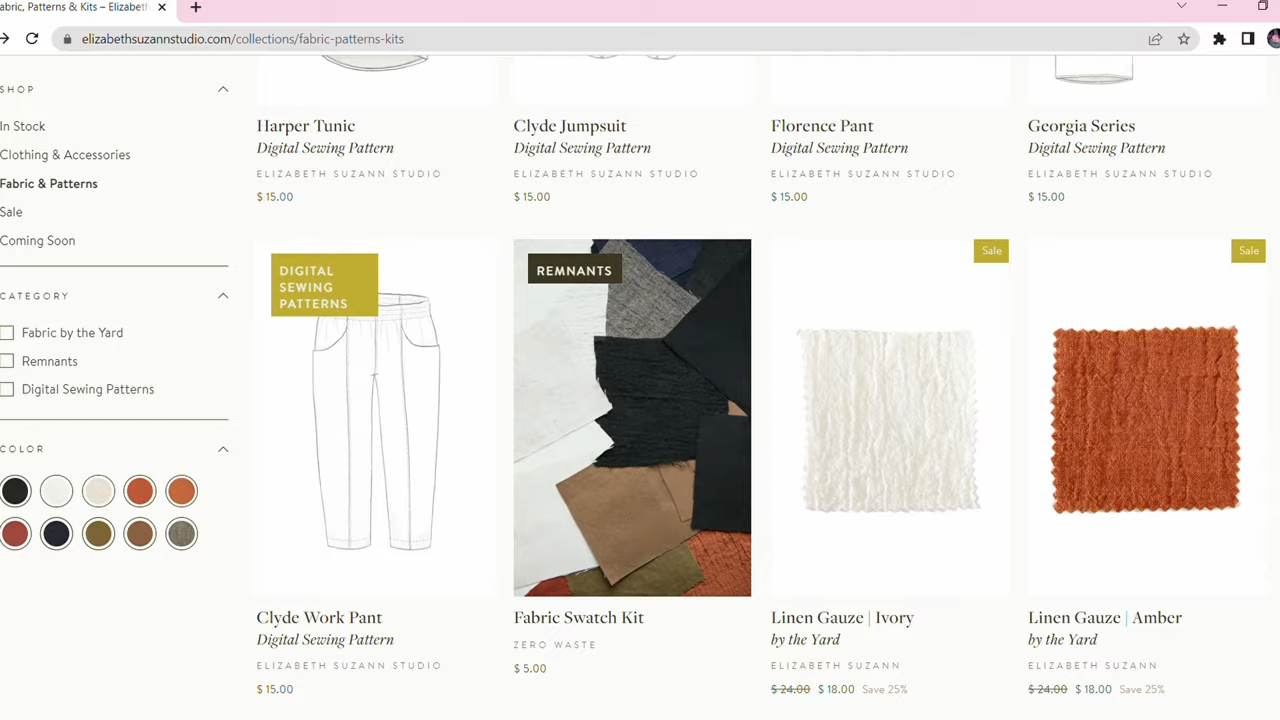 abric, Patterns & Kits – Elizabeth
elizabethsuzannstudio.com/collections/fabric-patterns-kits
SHOP
In Stock
Clothing & Accessories
Fabric & Patterns
Sale
Coming Soon
CATEGORY
Fabric by the Yard
Remnants
Digital Sewing Patterns
COLOR
Harper Tunic
Digital Sewing Pattern
ELIZABETH SUZANN STUDIO
$ 15.00
Clyde Jumpsuit
Digital Sewing Pattern
ELIZABETH SUZANN STUDIO
$ 15.00
Florence Pant
Digital Sewing Pattern
ELIZABETH SUZANN STUDIO
$ 15.00
Georgia Series
Digital Sewing Pattern
ELIZABETH SUZANN STUDIO
$ 15.00
DIGITAL
SEWING
PATTERNS
Clyde Work Pant
Digital Sewing Pattern
ELIZABETH SUZANN STUDIO
$ 15.00
REMNANTS
Fabric Swatch Kit
ZERO WASTE
$ 5.00
Sale
Linen Gauze | Ivory
by the Yard
ELIZABETH SUZANN
$ 24.00 $ 18.00 Save 25%
Sale
Linen Gauze | Amber
by the Yard
ELIZABETH SUZANN
$ 24.00 $ 18.00 Save 25%